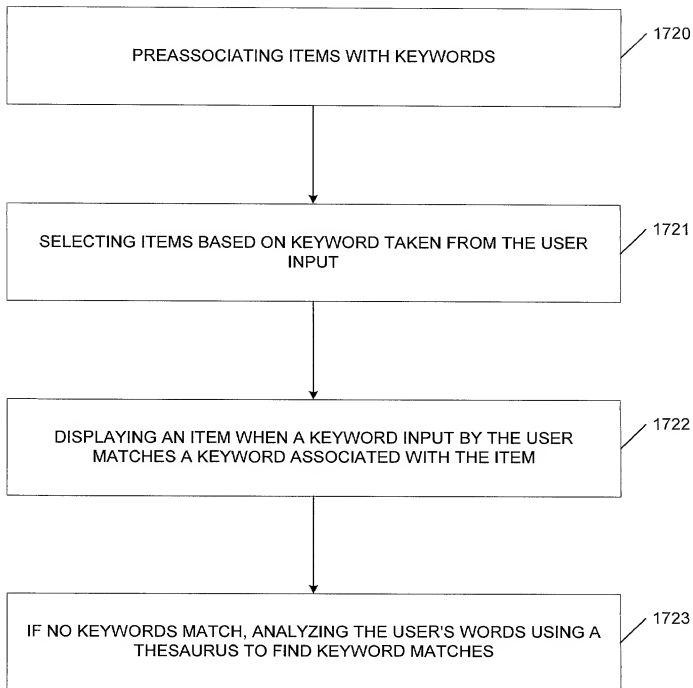 PREASSOCIATING ITEMS WITH KEYWORDS
1720
SELECTING ITEMS BASED ON KEYWORD TAKEN FROM THE USER
INPUT
1721
DISPLAYING AN ITEM WHEN A KEYWORD INPUT BY THE USER
MATCHES A KEYWORD ASSOCIATED WITH THE ITEM
1722
IF NO KEYWORDS MATCH, ANALYZING THE USER'S WORDS USING A
THESAURUS TO FIND KEYWORD MATCHES
1723